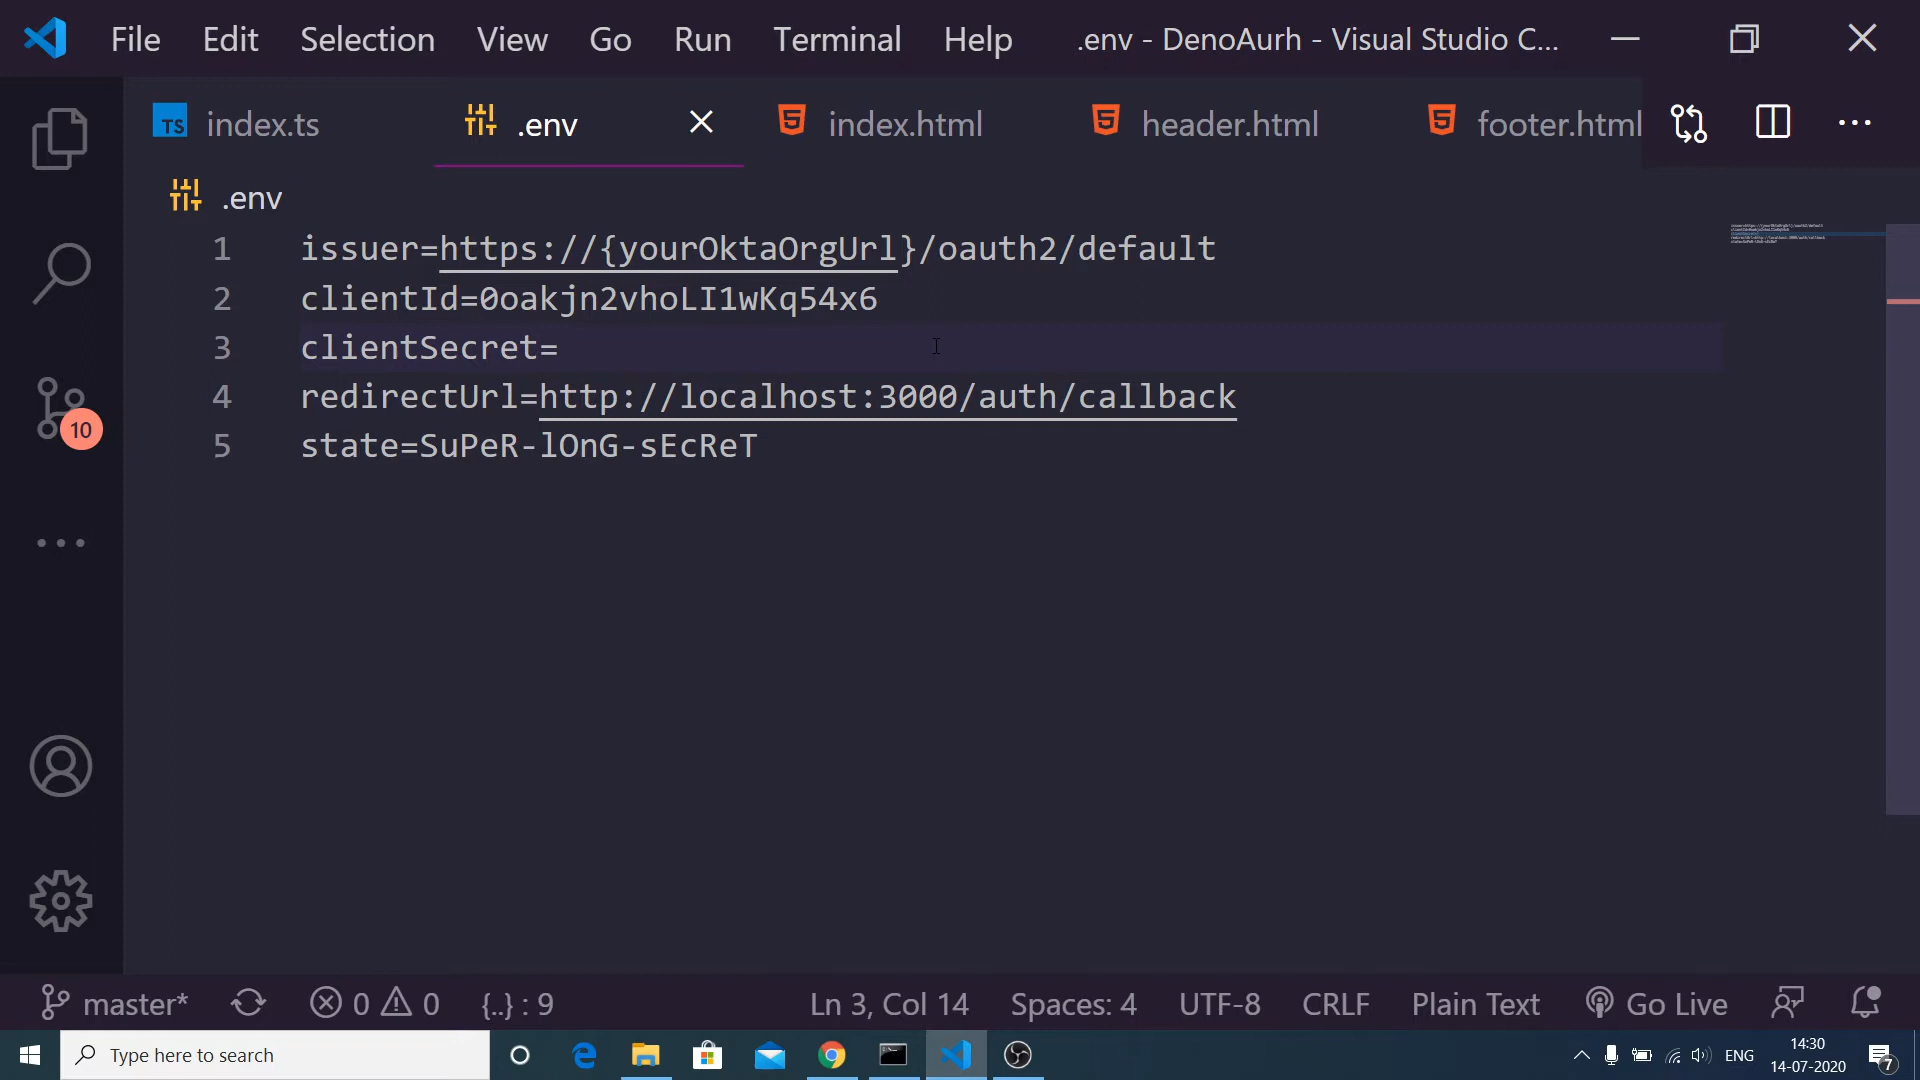 File Edit Selection View Go Run Terminal Help .env - DenoAurh - Visual Studio C...
TS index.ts .env index.html header.html footer.html
.env
1 issuer=https://{yourOktaOrgUrl}/oauth2/default
2 clientId=0oakjn2vhoLI1wKq54x6
3 clientSecret=
4 redirectUrl=http://localhost:3000/auth/callback
5 state=SuPeR-lOnG-sEcReT
10
master* 0 0 {..} : 9 Ln 3, Col 14 Spaces: 4 UTF-8 CRLF Plain Text Go Live
Type here to search ENG 14:30 7
14-07-2020